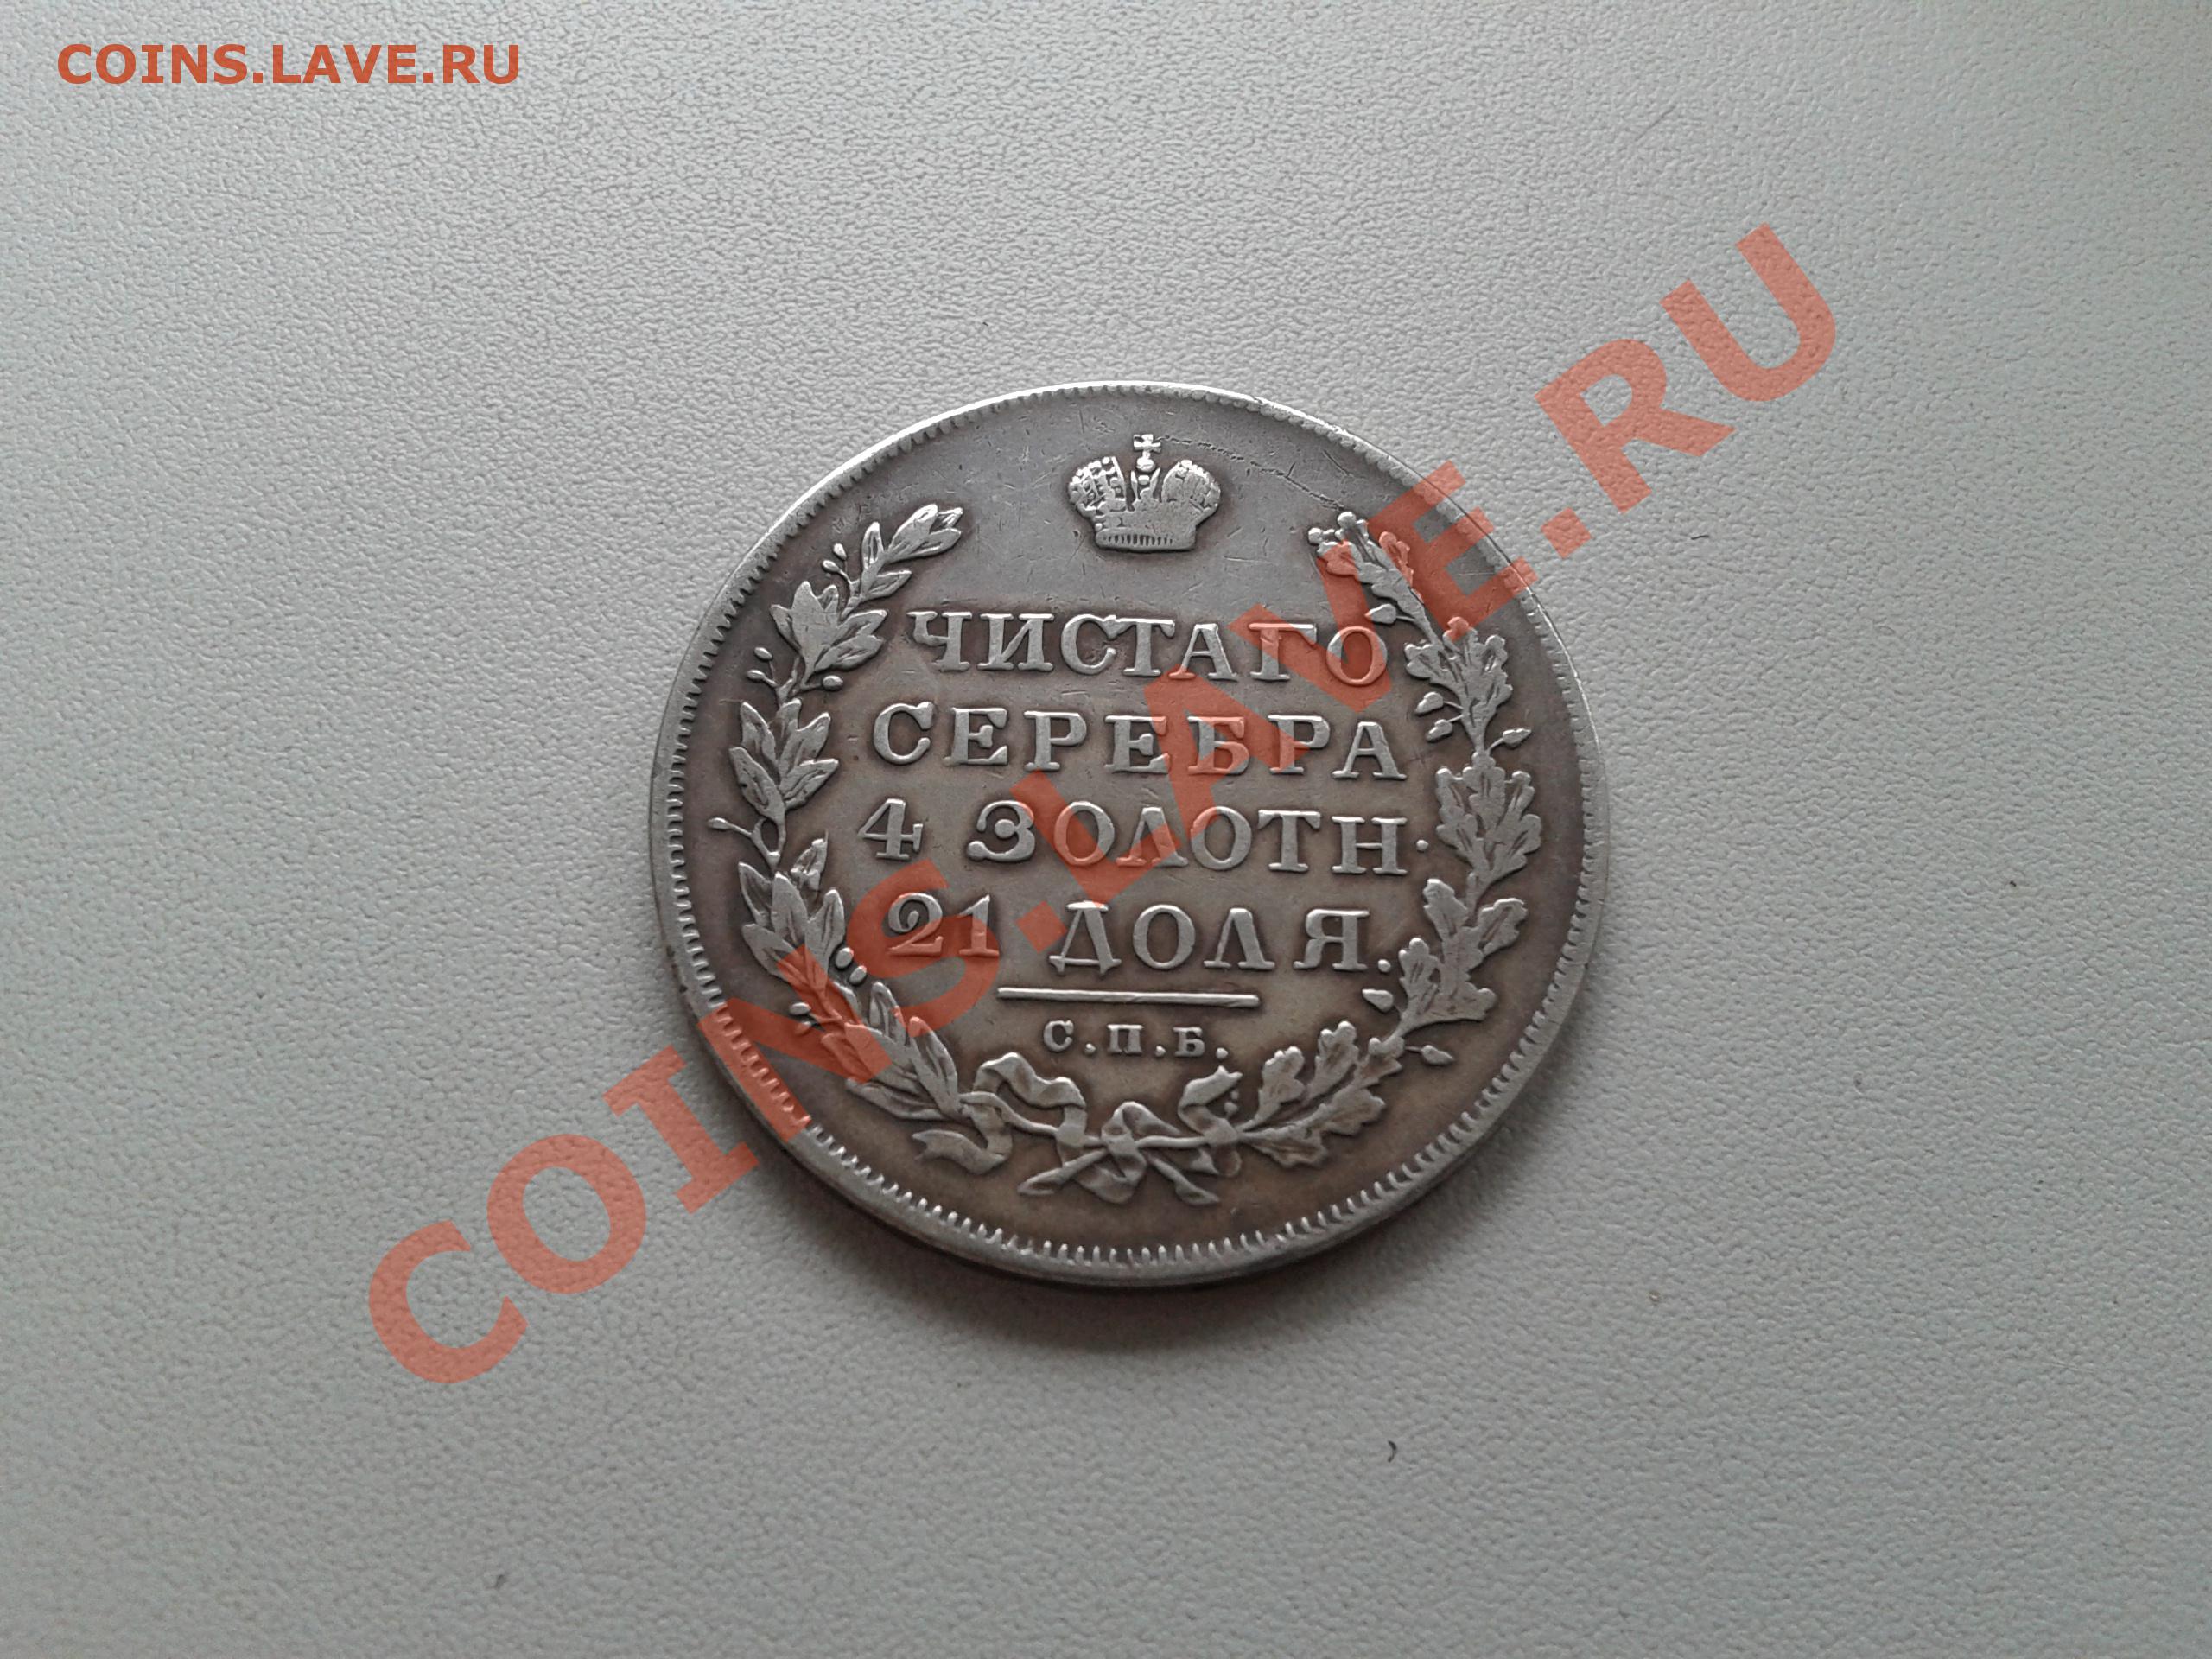 COINS.LAVE.RU
ЧИСТАГО
СЕРЕБРА
4 ЗОЛОТН·
21 ДОЛЯ.
С.П.Б.
COINS.LAVE.RU